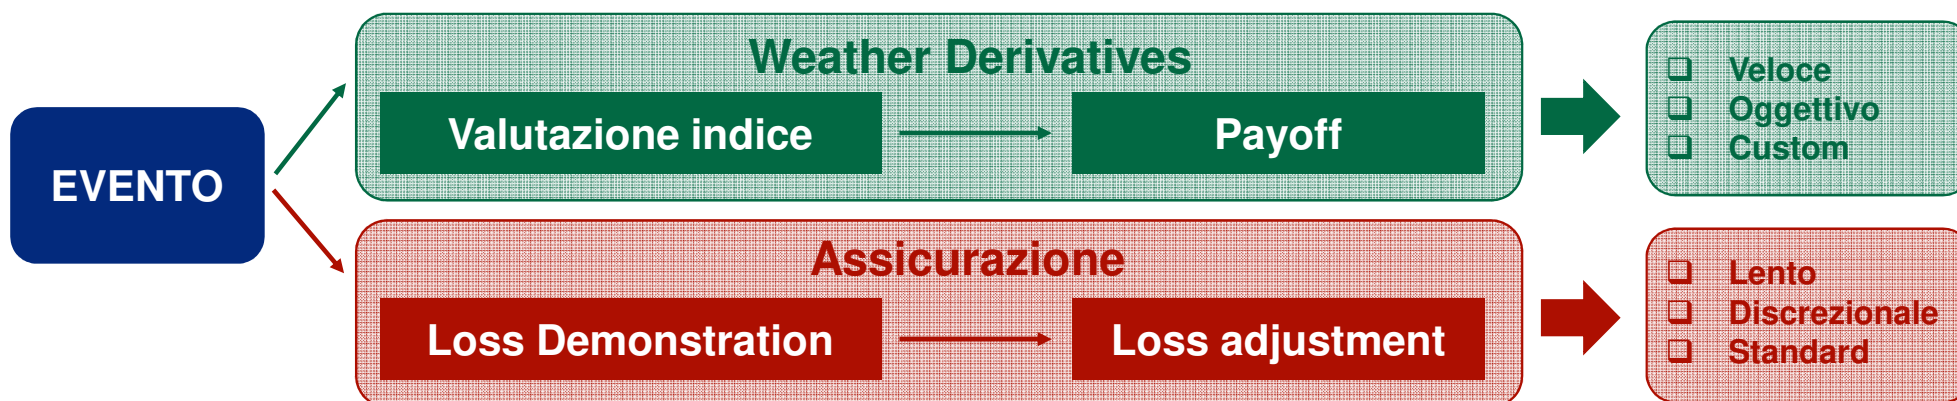 EVENTO
Weather Derivatives
Valutazione indice
Payoff
Veloce
Oggettivo
Custom
Assicurazione
Loss Demonstration
Loss adjustment
Lento
Discrezionale
Standard